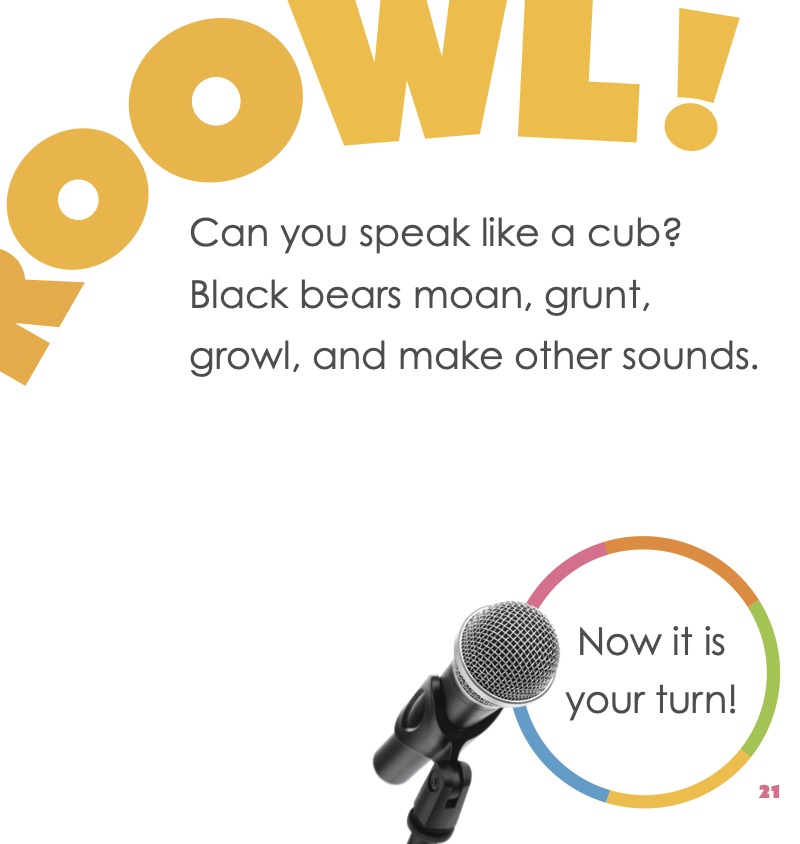 ROOWL!
Can you speak like a cub?
Black bears moan, grunt,
growl, and make other sounds.
Now it is
your turn!
21